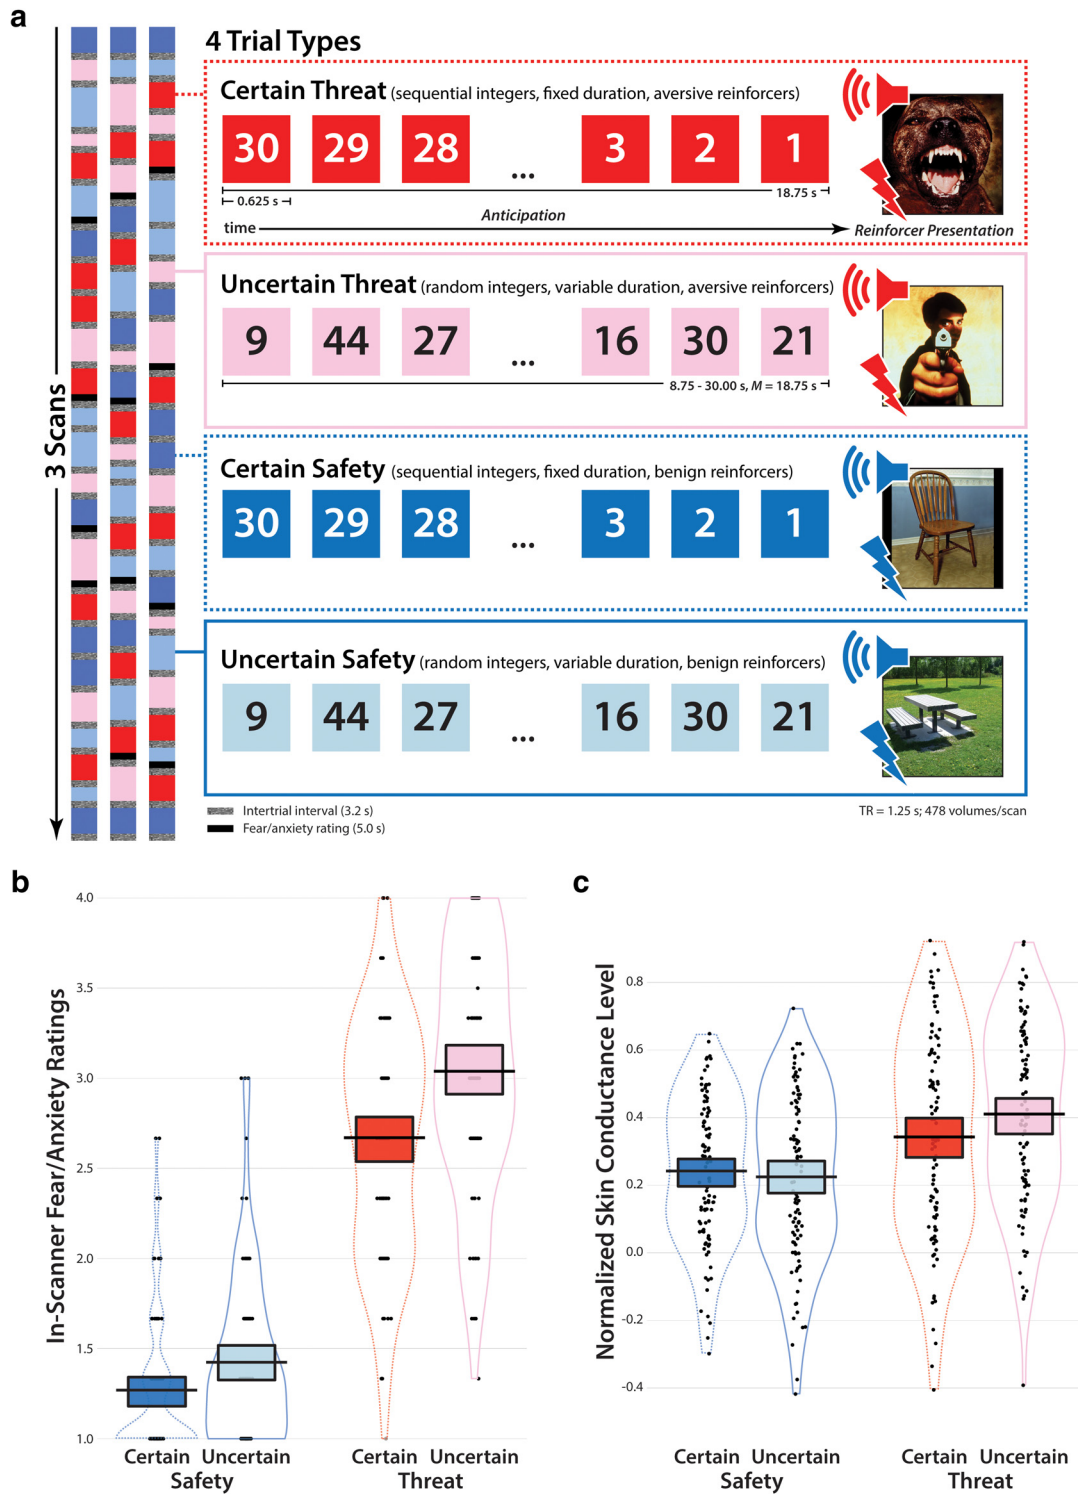 a
4 Trial Types
3 Scans
Certain Threat (sequential integers, fixed duration, aversive reinforcers)
30 29 28 ... 3 2 1
0.625 s
18.75 s
Anticipation
time
Reinforcer Presentation
Uncertain Threat (random integers, variable duration, aversive reinforcers)
9 44 27 ... 16 30 21
8.75 - 30.00 s, M = 18.75 s
Certain Safety (sequential integers, fixed duration, benign reinforcers)
30 29 28 ... 3 2 1
Uncertain Safety (random integers, variable duration, benign reinforcers)
9 44 27 ... 16 30 21
Intertrial interval (3.2 s)
Fear/anxiety rating (5.0 s)
TR = 1.25 s; 478 volumes/scan
b
In-Scanner Fear/Anxiety Ratings
4.0
3.5
3.0
2.5
2.0
1.5
1.0
Certain Uncertain Certain Uncertain
Safety Threat
c
Normalized Skin Conductance Level
0.8
0.6
0.4
0.2
0.0
-0.2
-0.4
Certain Uncertain Certain Uncertain
Safety Threat